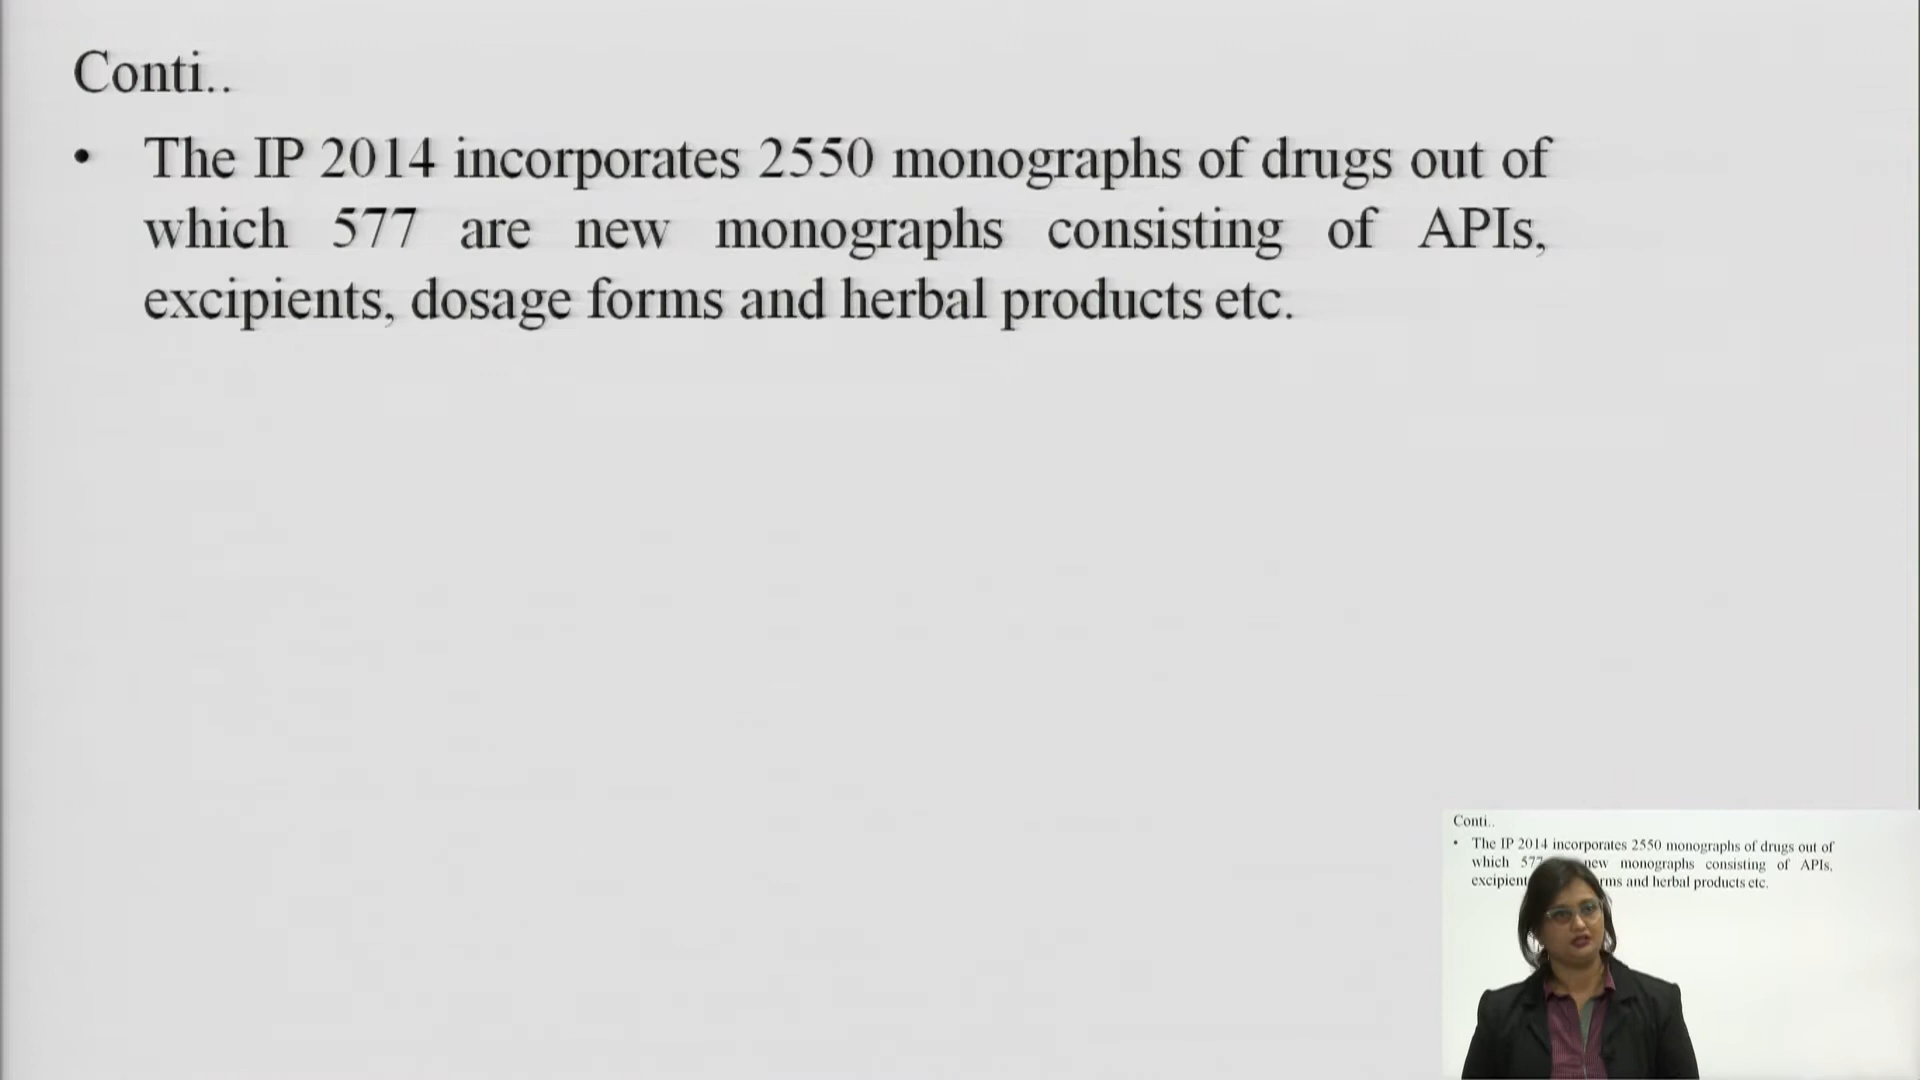 Conti..
• The IP 2014 incorporates 2550 monographs of drugs out of
which 577 are new monographs consisting of APIs,
excipients, dosage forms and herbal products etc.
Conti..
• The IP 2014 incorporates 2550 monographs of drugs out of
which 577 new monographs consisting of APIs,
and herbal products etc.